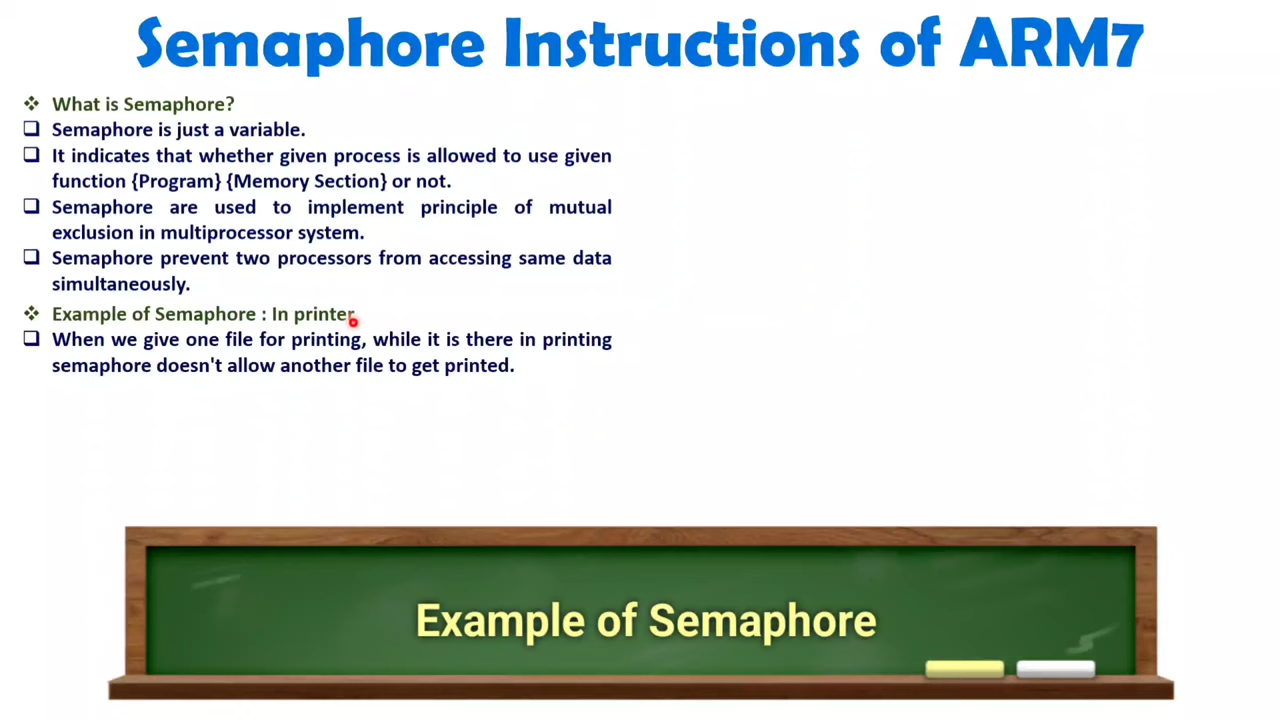 Semaphore Instructions of ARM7
What is Semaphore?
Semaphore is just a variable.
It indicates that whether given process is allowed to use given
function {Program} {Memory Section} or not.
Semaphore are used to implement principle of mutual
exclusion in multiprocessor system.
Semaphore prevent two processors from accessing same data
simultaneously.
Example of Semaphore : In printer
When we give one file for printing, while it is there in printing
semaphore doesn't allow another file to get printed.
Example of Semaphore